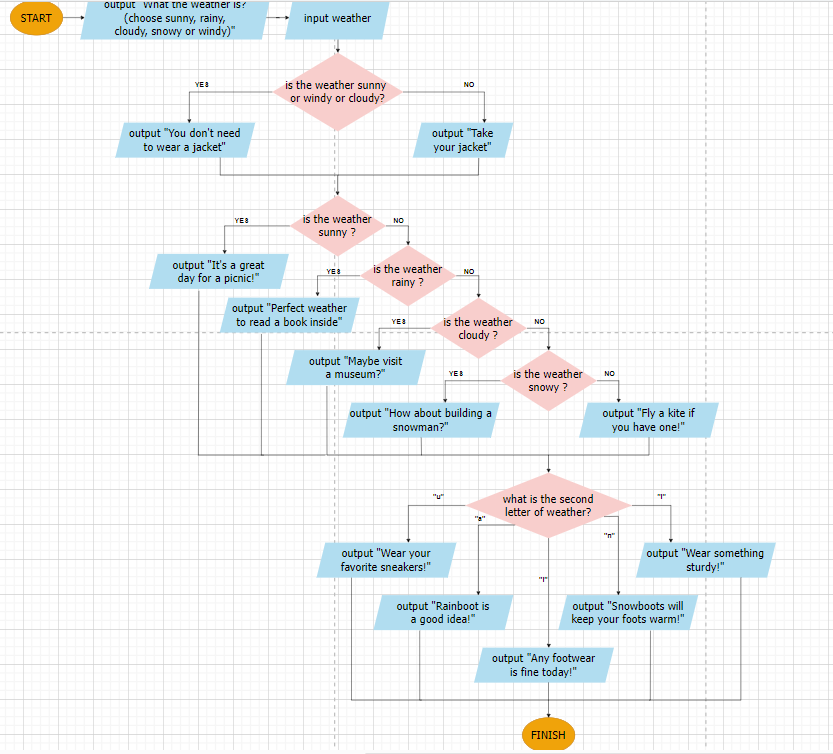 START
output "What the weather is?
(choose sunny, rainy,
cloudy, snowy or windy)"
input weather
is the weather sunny
or windy or cloudy?
YES
NO
output "You don't need
to wear a jacket"
output "Take
your jacket"
is the weather
sunny ?
YES
NO
output "It's a great
day for a picnic!"
is the weather
rainy ?
YES
NO
output "Perfect weather
to read a book inside"
is the weather
cloudy ?
YES
NO
output "Maybe visit
a museum?"
is the weather
snowy ?
YES
NO
output "How about building a
snowman?"
output "Fly a kite if
you have one!"
what is the second
letter of weather?
"u"
"a"
"l"
"n"
"i"
output "Wear your
favorite sneakers!"
output "Wear something
sturdy!"
output "Rainboot is
a good idea!"
output "Snowboots will
keep your foots warm!"
output "Any footwear
is fine today!"
FINISH